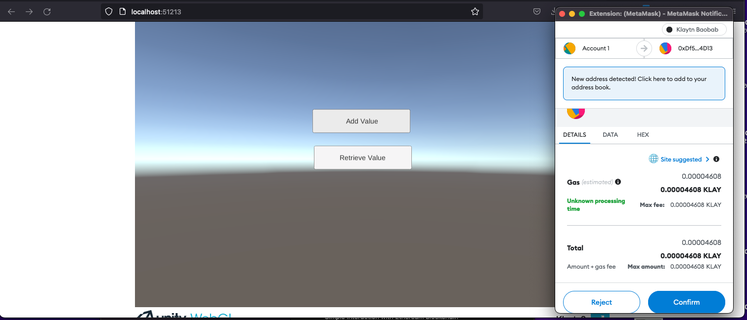 localhost:51213
Extension: (MetaMask) - MetaMask Notific...
Klaytn Baobab
Account 1
0xDf5...4D13
New address detected! Click here to add to your
address book.
Add Value
Retrieve Value
DETAILS
DATA
HEX
Site suggested
0.00004608
Gas (estimated)
0.00004608 KLAY
Unknown processing
time
Max fee: 0.00004608 KLAY
0.00004608
Total
0.00004608 KLAY
Amount + gas fee
Max amount: 0.00004608 KLAY
Reject
Confirm
unity WebGL